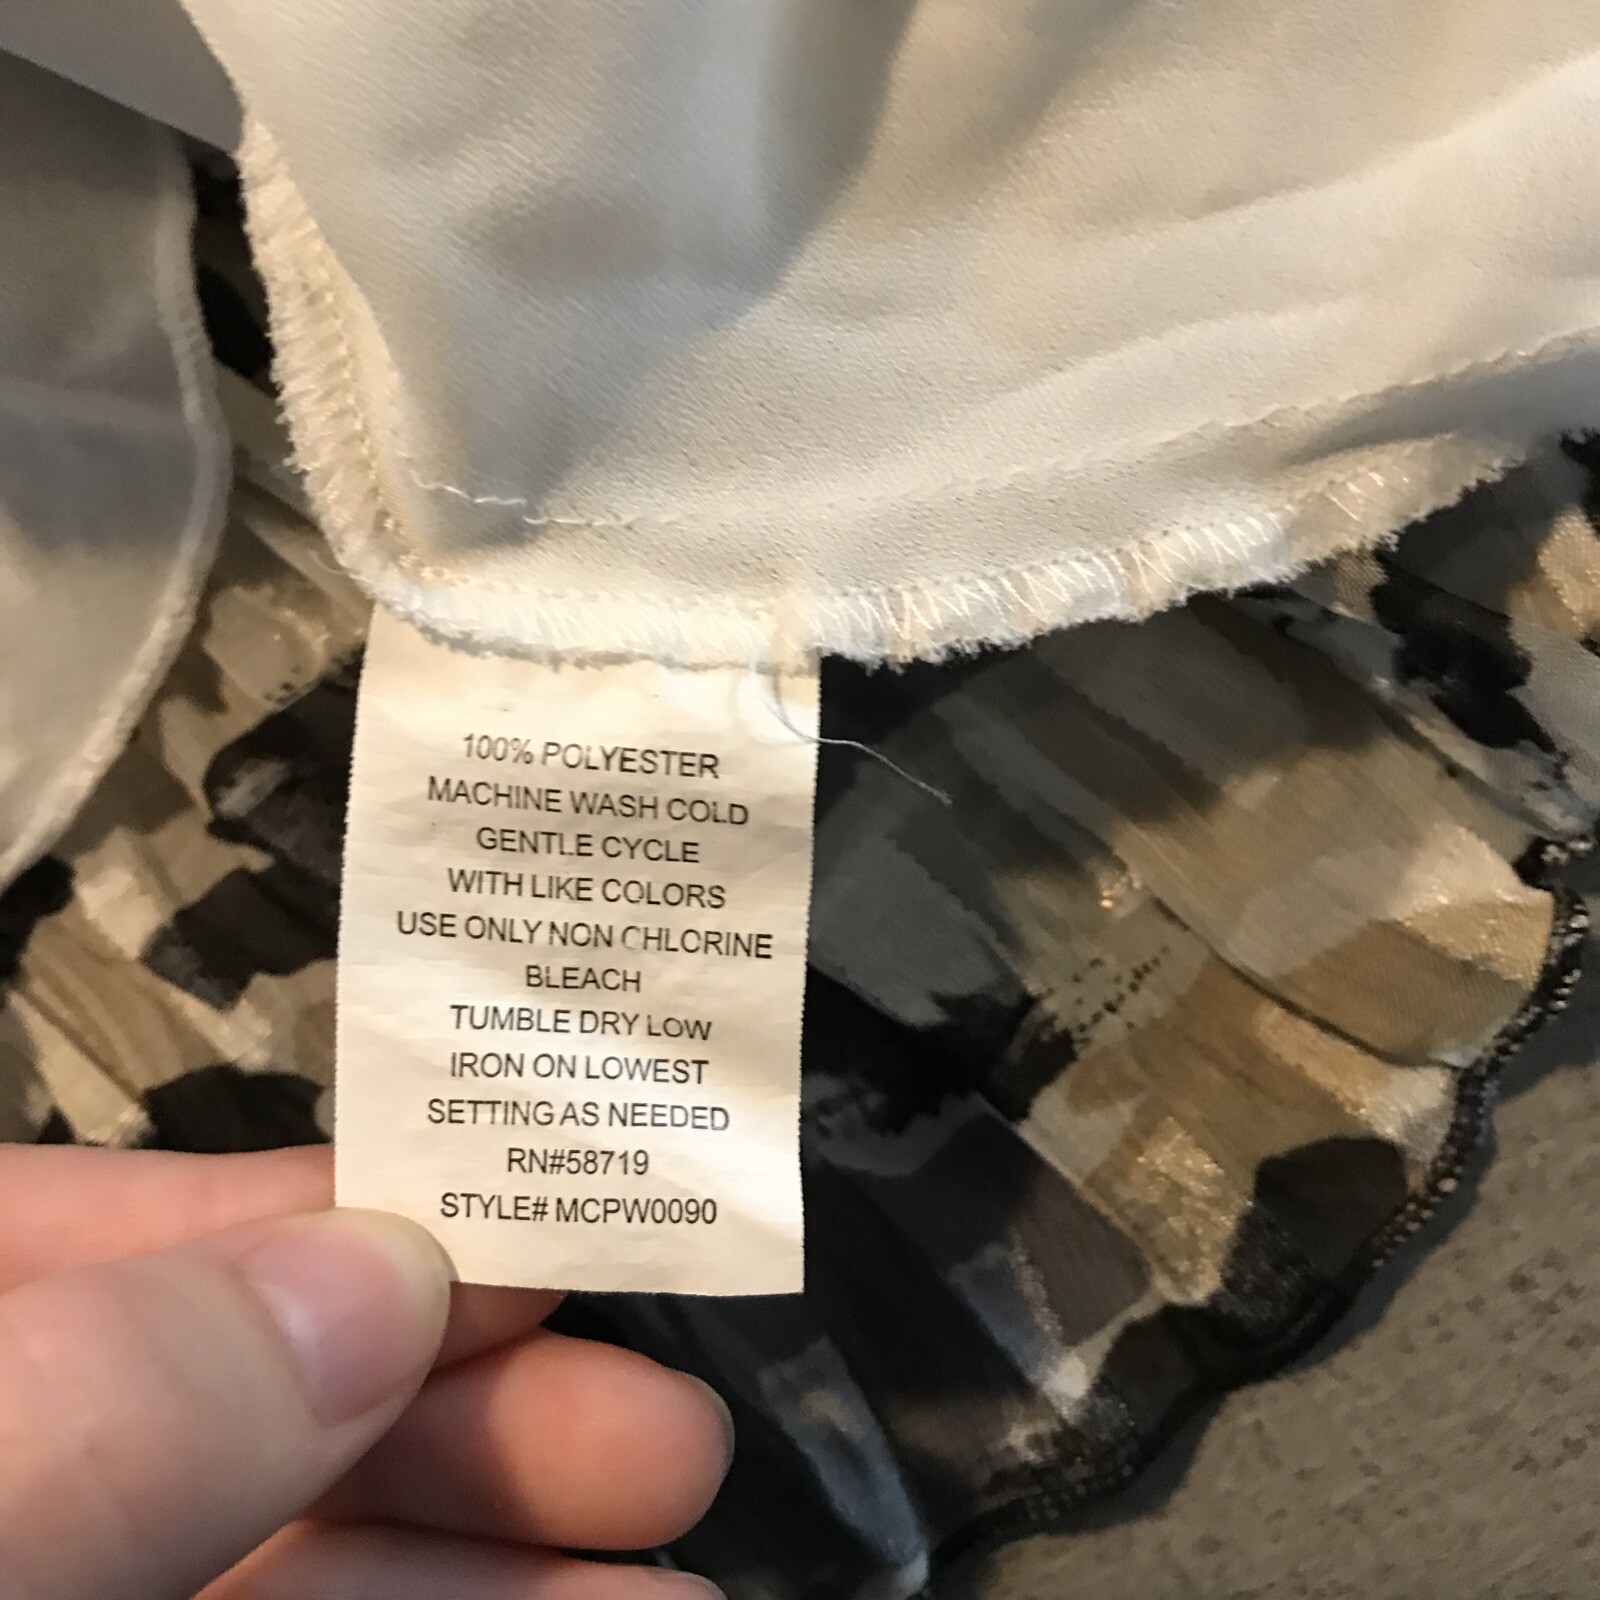 100% POLYESTER
MACHINE WASH COLD
GENTLE CYCLE
WITH LIKE COLORS
USE ONLY NON CHLORINE
BLEACH
TUMBLE DRY LOW
IRON ON LOWEST
SETTING AS NEEDED
RN#58719
STYLE# MCPW0090